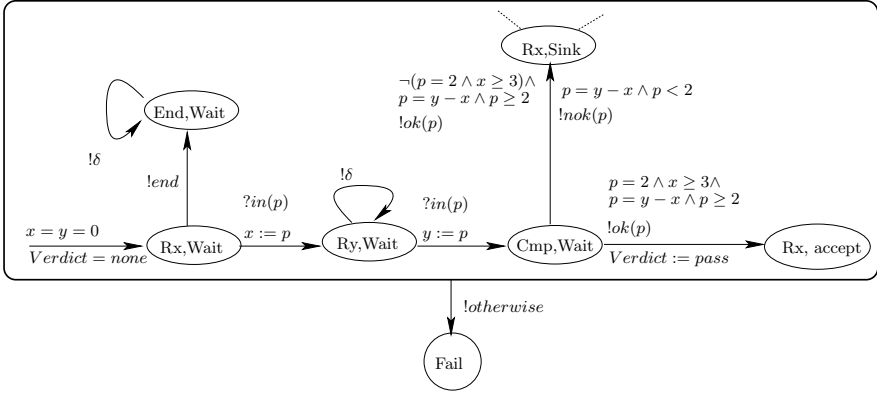 Rx,Sink
¬(p = 2 ∧ x ≥ 3)∧
p = y − x ∧ p ≥ 2
!ok(p)
p = y − x ∧ p < 2
!nok(p)
End,Wait
!δ
!end
!δ
?in(p)
x := p
?in(p)
y := p
p = 2 ∧ x ≥ 3∧
p = y − x ∧ p ≥ 2
!ok(p)
Verdict := pass
x = y = 0
Verdict = none
Rx,Wait
Ry,Wait
Cmp,Wait
Rx, accept
!otherwise
Fail